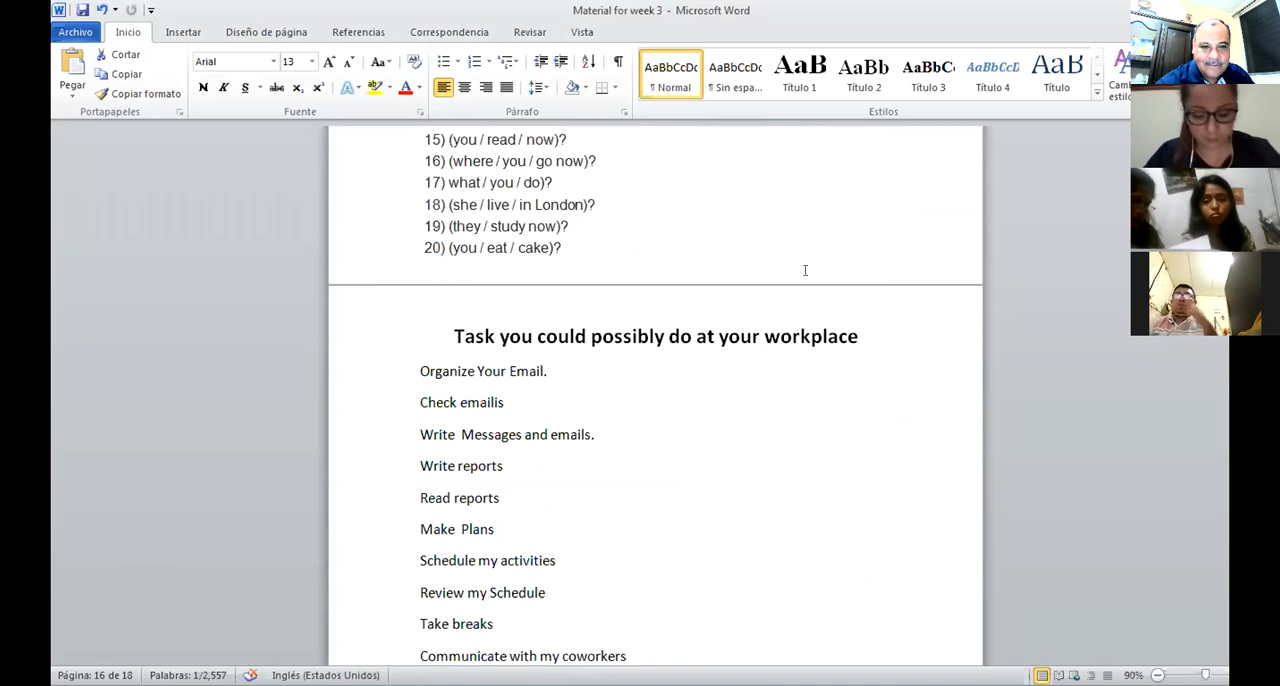 Material for week 3 - Microsoft Word
Archivo Inicio Insertar Diseño de página Referencias Correspondencia Revisar Vista
Pegar
Cortar
Copiar
Copiar formato
Portapapeles
Arial 13
Fuente
Párrafo
AaBbCcDc AaBbCcDc AaB AaBb AaBbC AaBbCcD AaB
¶ Normal ¶ Sin espa... Título 1 Título 2 Título 3 Título 4 Título
Estilos
15) (you / read / now)?
16) (where / you / go now)?
17) what / you / do)?
18) (she / live / in London)?
19) (they / study now)?
20) (you / eat / cake)?
Task you could possibly do at your workplace
Organize Your Email.
Check emailis
Write Messages and emails.
Write reports
Read reports
Make Plans
Schedule my activities
Review my Schedule
Take breaks
Communicate with my coworkers
Página: 16 de 18 Palabras: 1/2,557 Inglés (Estados Unidos) 90%